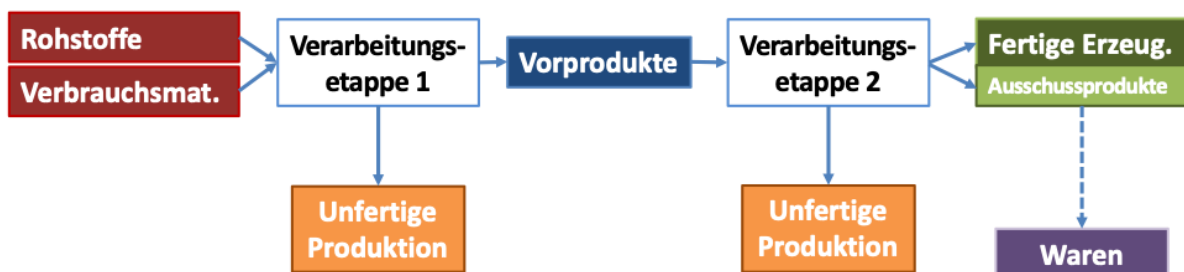 Rohstoffe
Verbrauchsmat.
Verarbeitungs-
etappe 1
Vorprodukte
Verarbeitungs-
etappe 2
Fertige Erzeug.
Ausschussprodukte
Unfertige
Produktion
Unfertige
Produktion
Waren